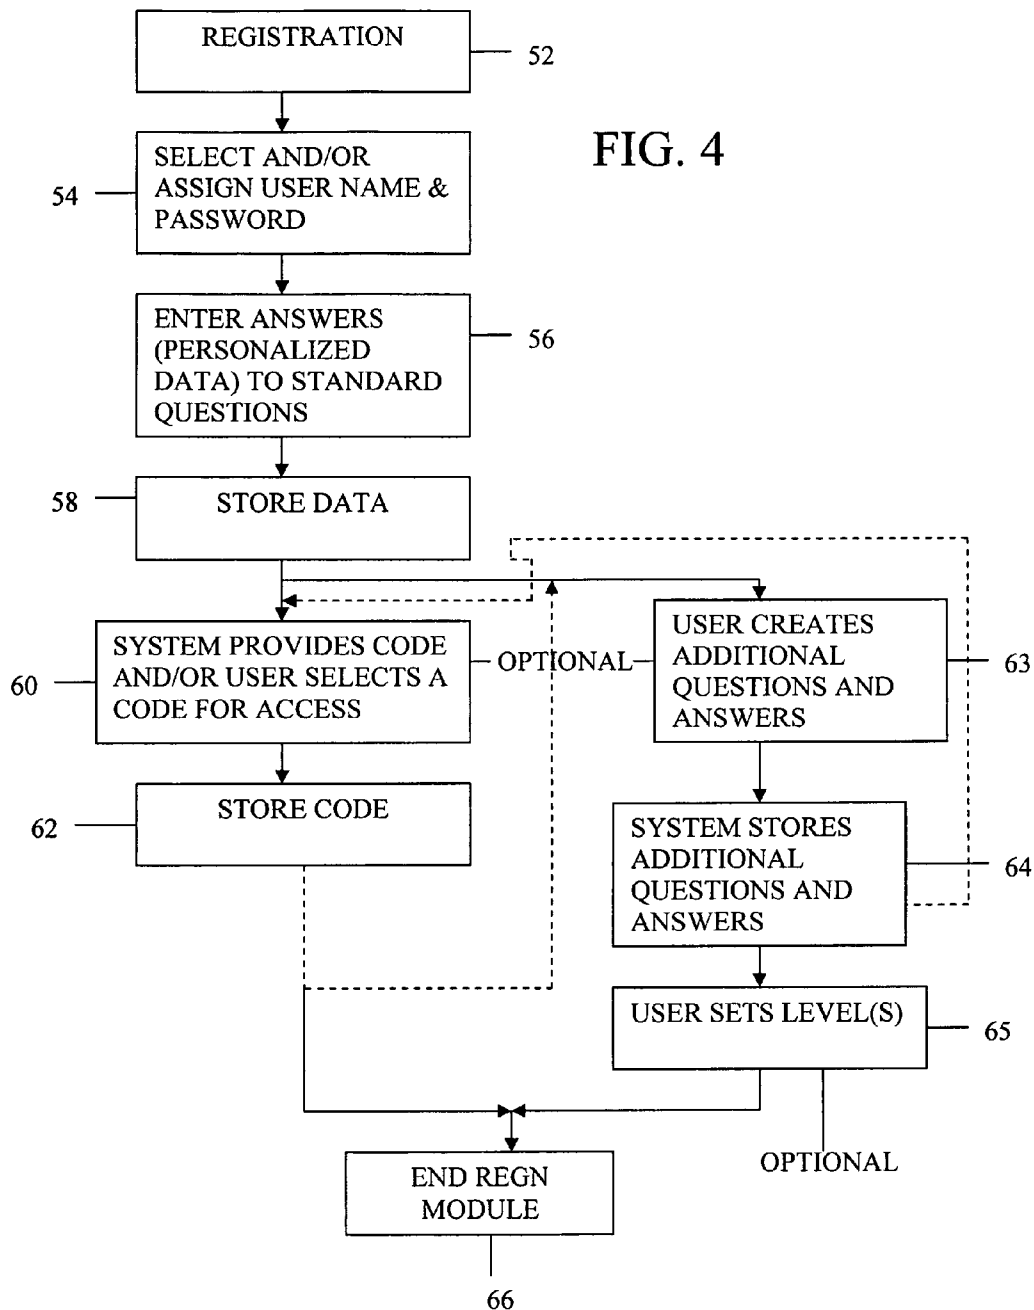 REGISTRATION
52
FIG. 4
SELECT AND/OR
ASSIGN USER NAME &
PASSWORD
54
ENTER ANSWERS
(PERSONALIZED
DATA) TO STANDARD
QUESTIONS
56
STORE DATA
58
SYSTEM PROVIDES CODE
AND/OR USER SELECTS A
CODE FOR ACCESS
60
OPTIONAL
USER CREATES
ADDITIONAL
QUESTIONS AND
ANSWERS
63
STORE CODE
62
SYSTEM STORES
ADDITIONAL
QUESTIONS AND
ANSWERS
64
USER SETS LEVEL(S)
65
OPTIONAL
END REGN
MODULE
66